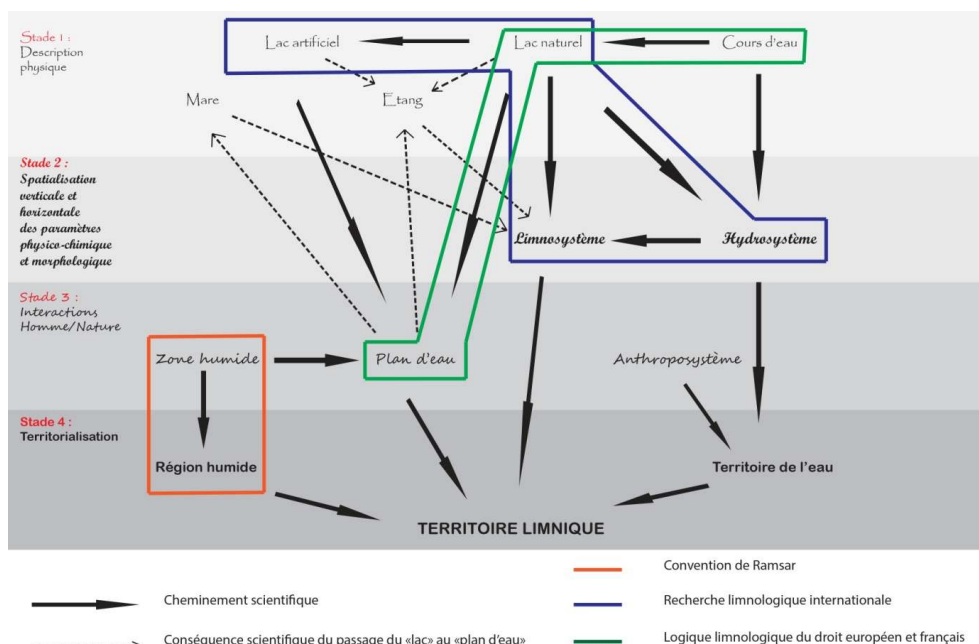 Stade 1 :
Description
physique
Lac artificiel
Lac naturel
Cours d'eau
Mare
Etang
Stade 2 :
Spatialisation
verticale et
horizontale
des paramètres
physico-chimique
et morphologique
Limnosystème
Hydrosystème
Stade 3 :
Interactions
Homme/Nature
Zone humide
Plan d'eau
Anthroposystème
Stade 4 :
Territorialisation
Région humide
Territoire de l'eau
TERRITOIRE LIMNIQUE
Convention de Ramsar
Cheminement scientifique
Recherche limnologique internationale
Conséquence scientifique du passage du «lac» au «plan d'eau»
Logique limnologique du droit européen et français